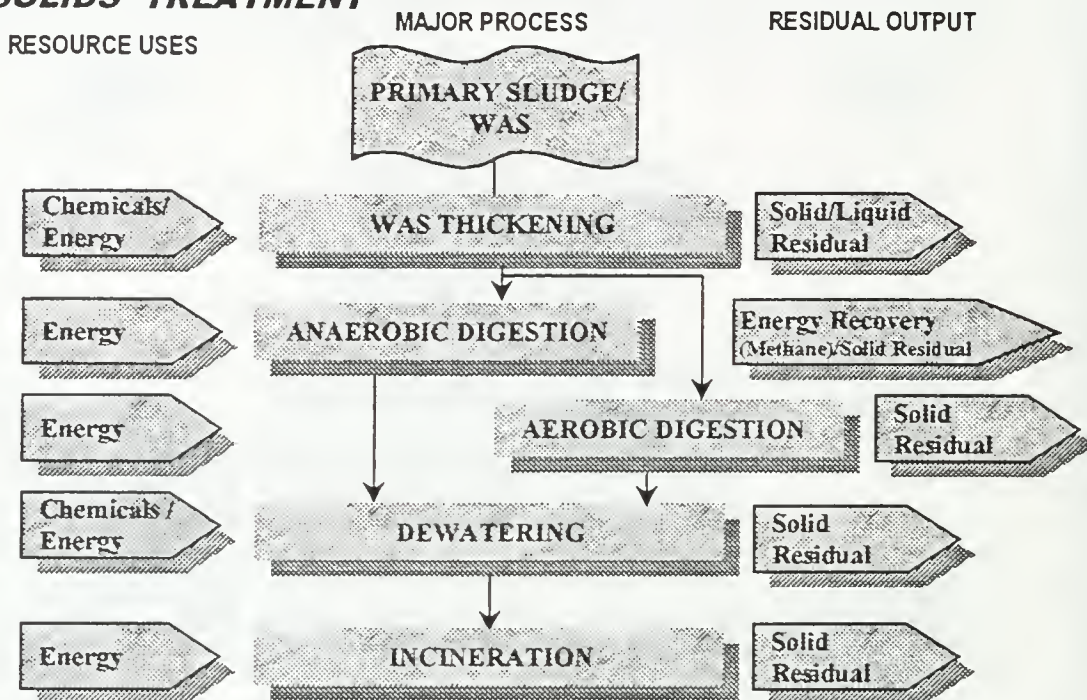 SOLIDS TREATMENT
RESOURCE USES
MAJOR PROCESS
RESIDUAL OUTPUT
PRIMARY SLUDGE/
WAS
Chemicals/
Energy
WAS THICKENING
Solid/Liquid
Residual
Energy
ANAEROBIC DIGESTION
Energy Recovery
(Methane)/Solid Residual
Energy
AEROBIC DIGESTION
Solid
Residual
Chemicals /
Energy
DEWATERING
Solid
Residual
Energy
INCINERATION
Solid
Residual